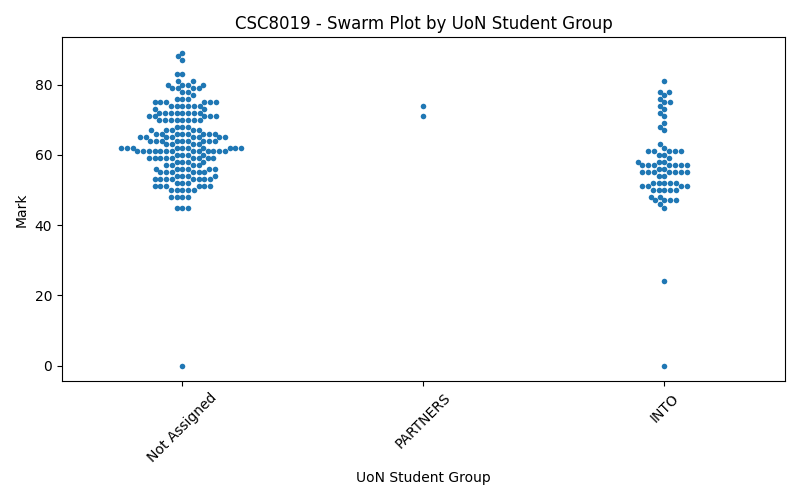 CSC8019 - Swarm Plot by UoN Student Group
Mark
80
60
40
20
0
Not Assigned
PARTNERS
INTO
UoN Student Group